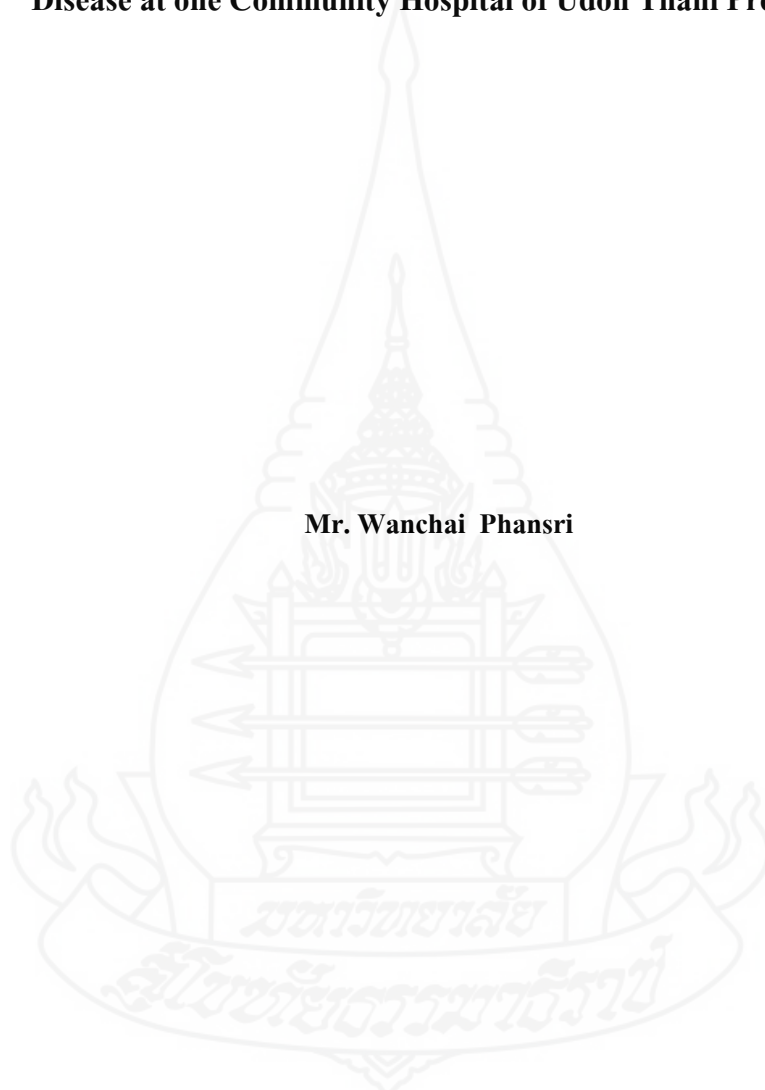 Disease at one Community Hospital of Udon Thani Pro
Mr. Wanchai Phansri
มหาวิทยาลัย
สุโขทัยธรรมาธิราช